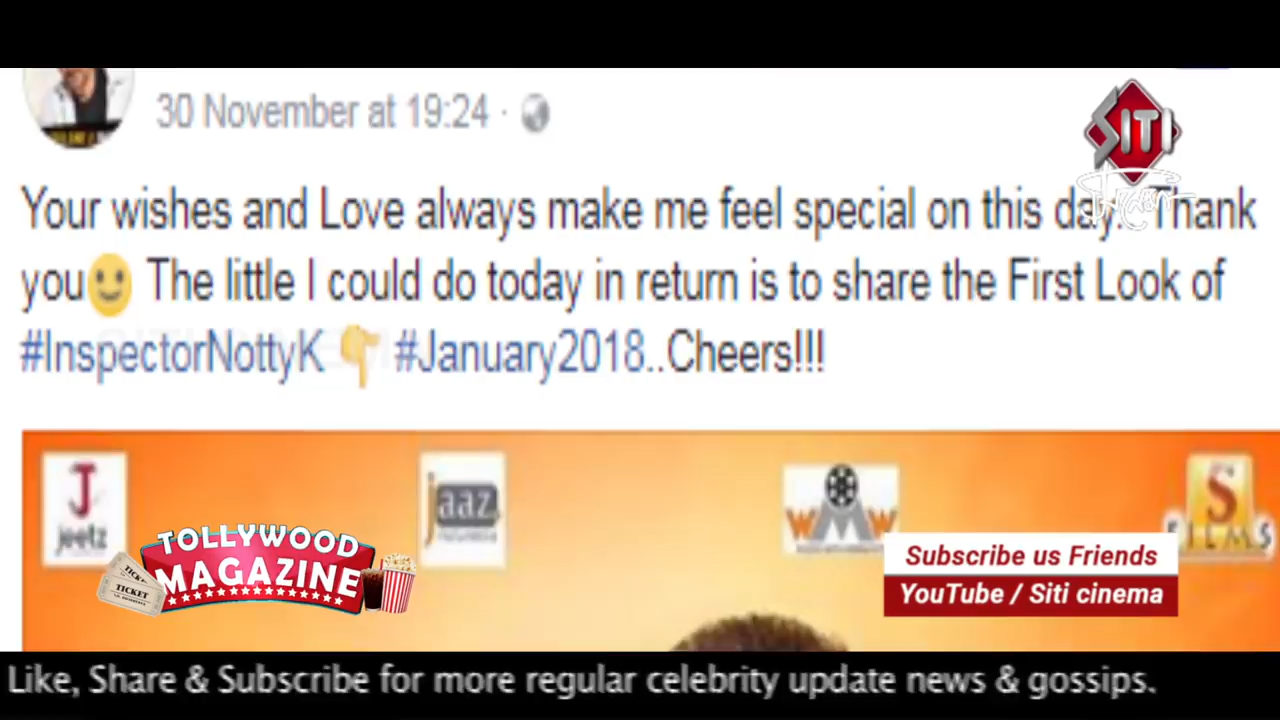 30 November at 19:24 ·
SITI
Your wishes and Love always make me feel special on this day. Thank
you🙂 The little I could do today in return is to share the First Look of
#InspectorNottyK👇 #January2018..Cheers!!!
J
jeetz
jaaz
WMW
S
FILMS
TOLLYWOOD
MAGAZINE
TICKET
Subscribe us Friends
YouTube / Siti cinema
Like, Share & Subscribe for more regular celebrity update news & gossips.